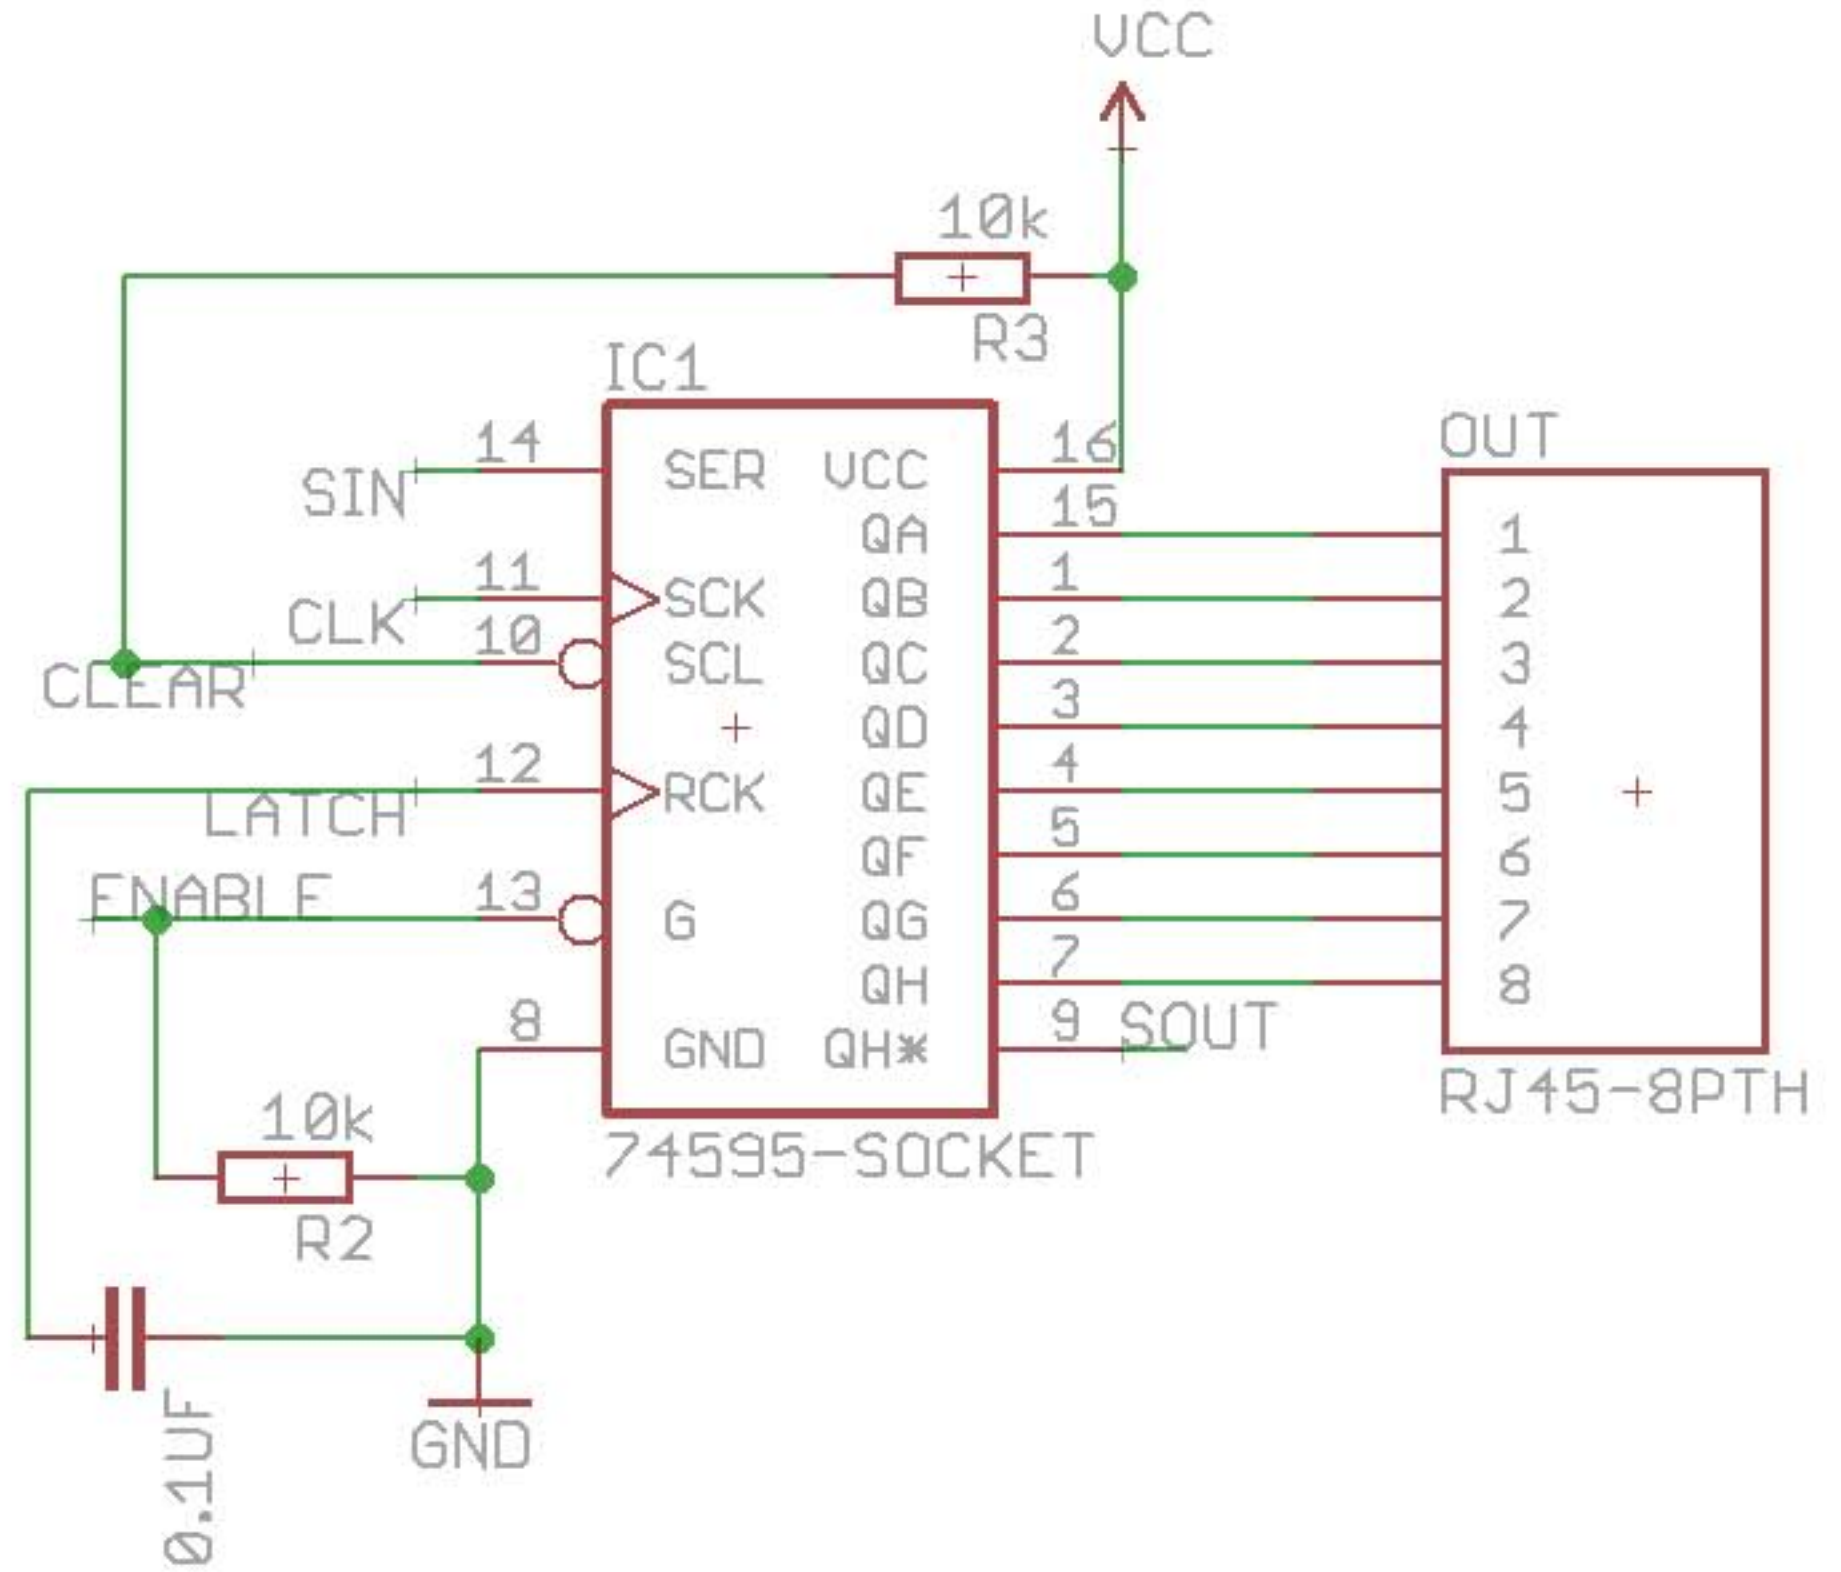 VCC
10k
R3
IC1
OUT
14 SER VCC 16
SIN
QA 15 1
11 SCK QB 1 2
CLK
10 SCL QC 2 3
CLEAR
QD 3 4
12 RCK QE 4 5
LATCH
QF 5 6
ENABLE 13 G QG 6 7
QH 7 8
8 GND QH* 9 SOUT
RJ45-8PTH
10k
74595-SOCKET
R2
0.1UF
GND